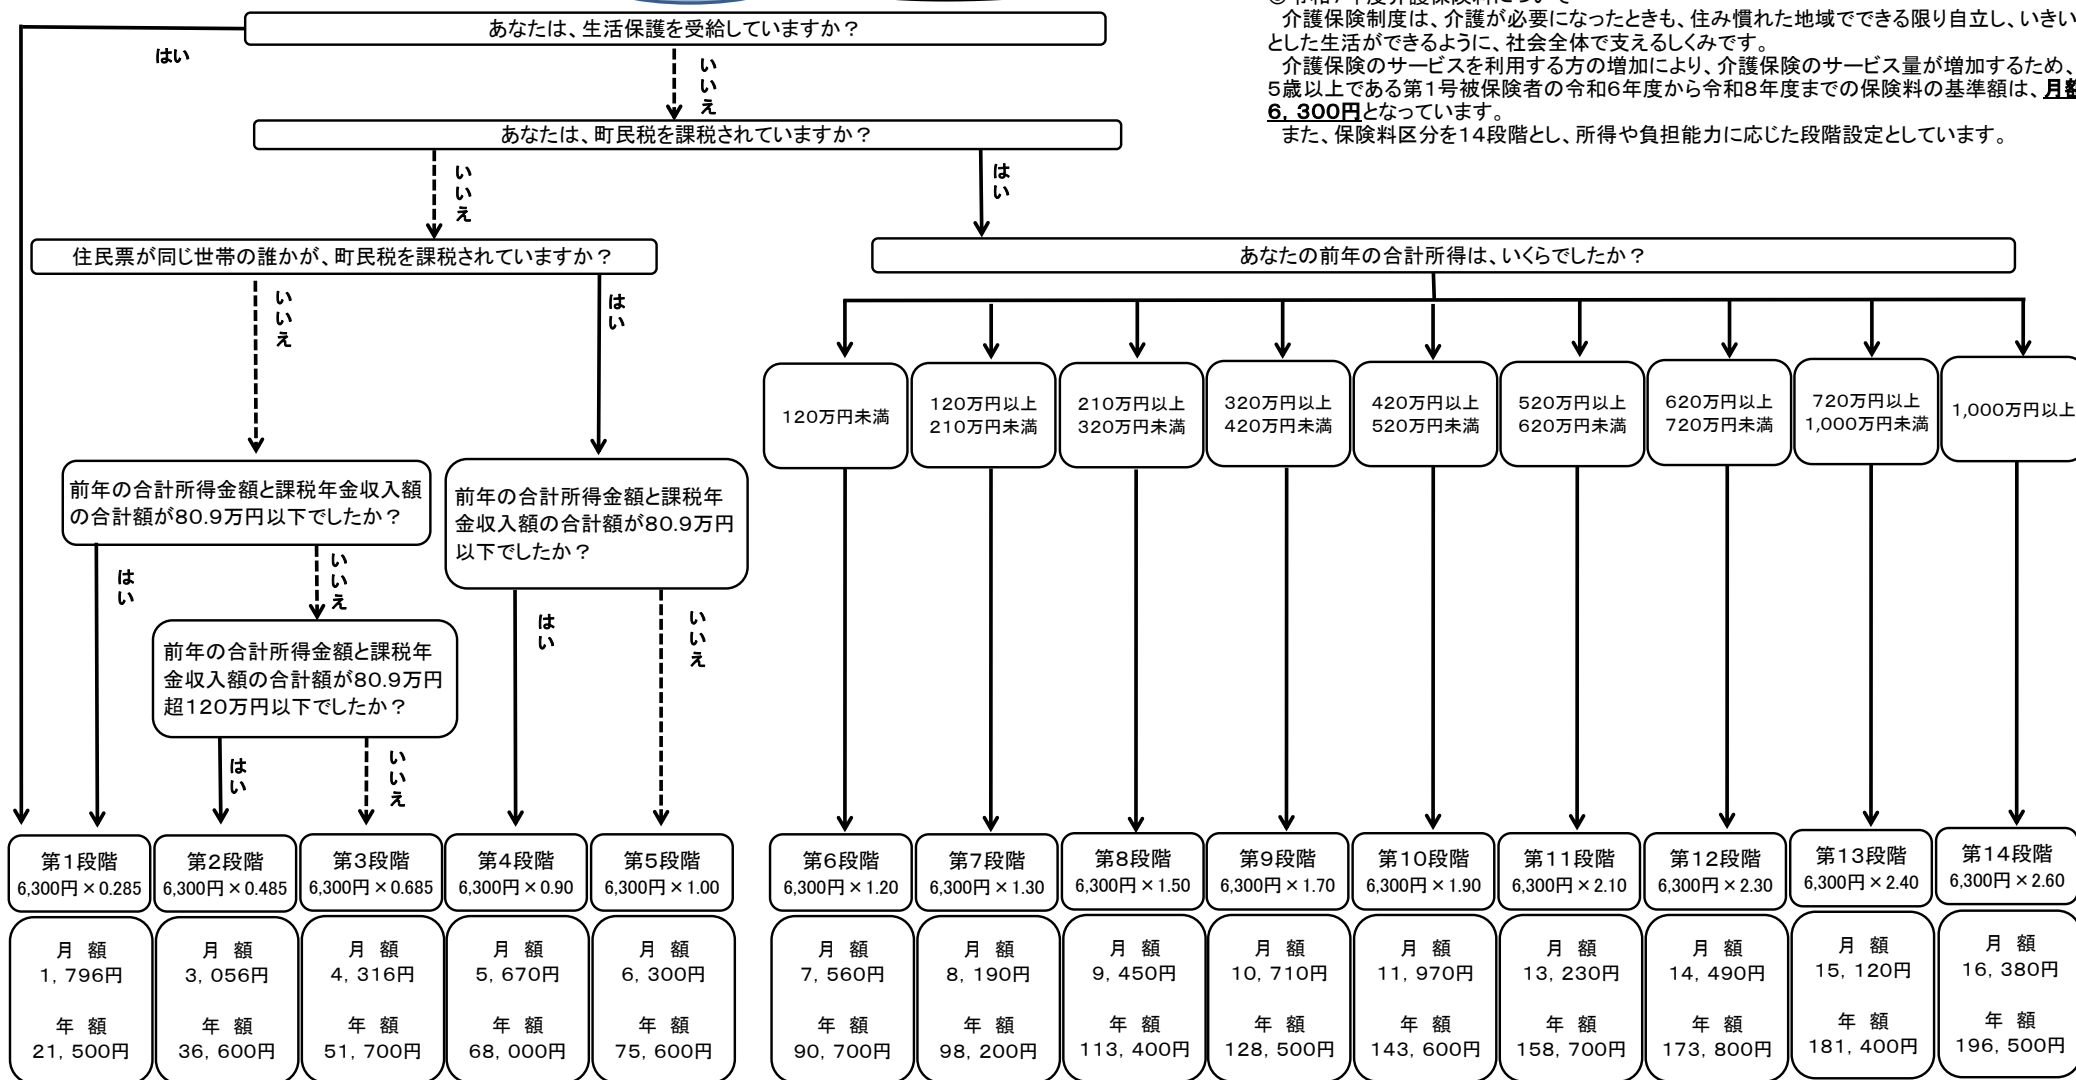 ◎令和7年度介護保険料について
介護保険制度は、介護が必要になったときも、住み慣れた地域でできる限り自立し、いきい
とした生活ができるように、社会全体で支えるしくみです。
介護保険のサービスを利用する方の増加により、介護保険のサービス量が増加するため、
5歳以上である第1号被保険者の令和6年度から令和8年度までの保険料の基準額は、月額
6,300円となっています。
また、保険料区分を14段階とし、所得や負担能力に応じた段階設定としています。
あなたは、生活保護を受給していますか?
はい
いいえ
あなたは、町民税を課税されていますか?
いいえ
はい
住民票が同じ世帯の誰かが、町民税を課税されていますか?
あなたの前年の合計所得は、いくらでしたか?
いいえ
はい
120万円未満
120万円以上
210万円未満
210万円以上
320万円未満
320万円以上
420万円未満
420万円以上
520万円未満
520万円以上
620万円未満
620万円以上
720万円未満
720万円以上
1,000万円未満
1,000万円以上
前年の合計所得金額と課税年金収入額
の合計額が80.9万円以下でしたか?
前年の合計所得金額と課税年
金収入額の合計額が80.9万円
以下でしたか?
はい
いいえ
はい
いいえ
前年の合計所得金額と課税年
金収入額の合計額が80.9万円
超120万円以下でしたか?
はい
いいえ
第1段階
6,300円×0.285
月 額
1,796円
年 額
21,500円
第2段階
6,300円×0.485
月 額
3,056円
年 額
36,600円
第3段階
6,300円×0.685
月 額
4,316円
年 額
51,700円
第4段階
6,300円×0.90
月 額
5,670円
年 額
68,000円
第5段階
6,300円×1.00
月 額
6,300円
年 額
75,600円
第6段階
6,300円×1.20
月 額
7,560円
年 額
90,700円
第7段階
6,300円×1.30
月 額
8,190円
年 額
98,200円
第8段階
6,300円×1.50
月 額
9,450円
年 額
113,400円
第9段階
6,300円×1.70
月 額
10,710円
年 額
128,500円
第10段階
6,300円×1.90
月 額
11,970円
年 額
143,600円
第11段階
6,300円×2.10
月 額
13,230円
年 額
158,700円
第12段階
6,300円×2.30
月 額
14,490円
年 額
173,800円
第13段階
6,300円×2.40
月 額
15,120円
年 額
181,400円
第14段階
6,300円×2.60
月 額
16,380円
年 額
196,500円